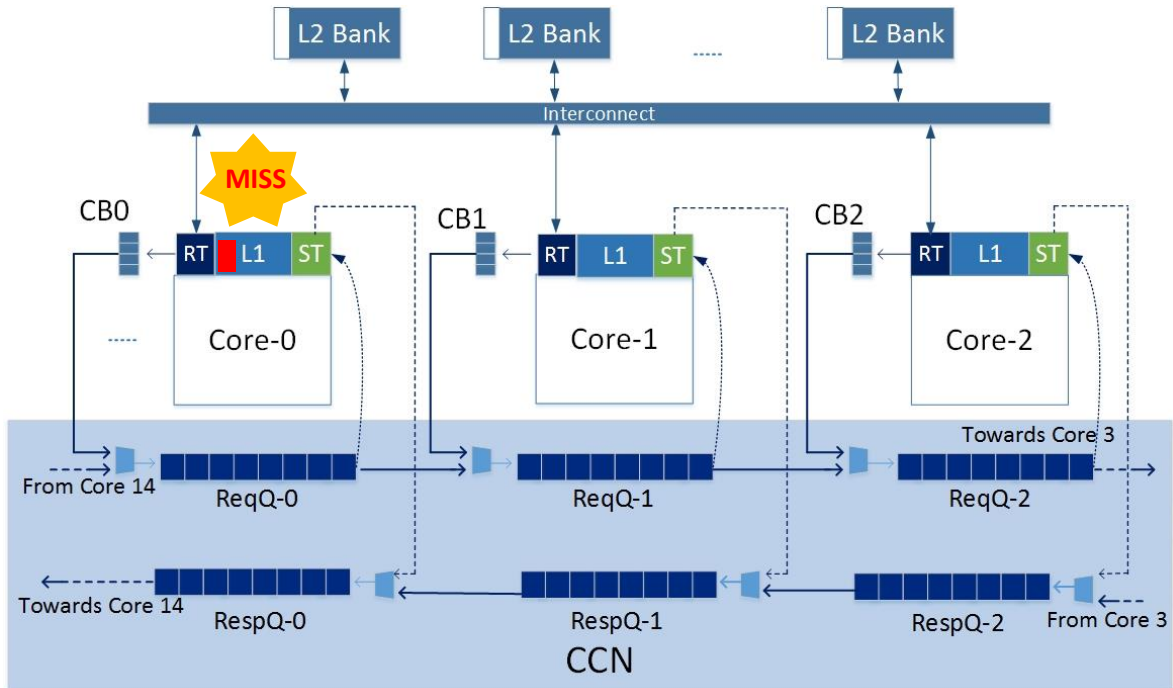 L2 Bank
L2 Bank
L2 Bank
Interconnect
MISS
CB0
CB1
CB2
RT
L1
ST
RT
L1
ST
RT
L1
ST
Core-0
Core-1
Core-2
Towards Core 3
From Core 14
ReqQ-0
ReqQ-1
ReqQ-2
Towards Core 14
RespQ-0
RespQ-1
RespQ-2
From Core 3
CCN